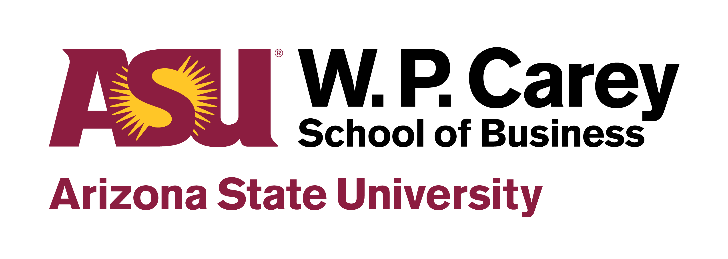 ASU® W. P. Carey
School of Business
Arizona State University